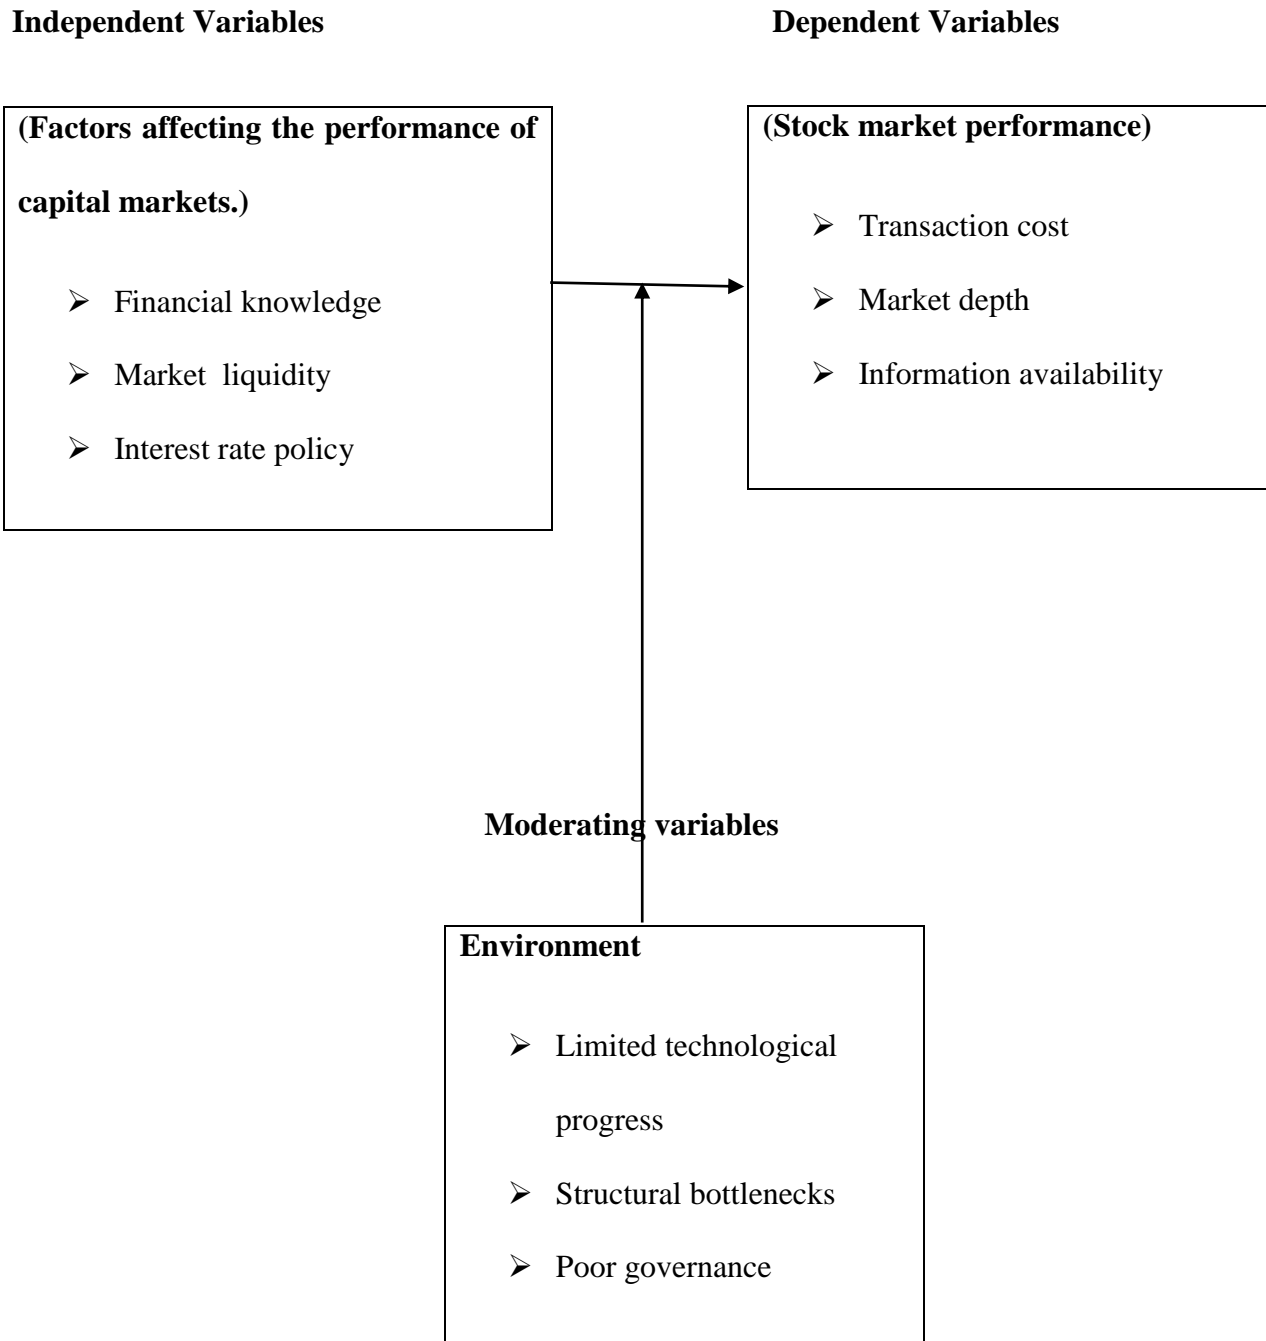 Independent Variables
Dependent Variables
(Factors affecting the performance of
capital markets.)
➢ Financial knowledge
➢ Market liquidity
➢ Interest rate policy
(Stock market performance)
➢ Transaction cost
➢ Market depth
➢ Information availability
Moderating variables
Environment
➢ Limited technological
progress
➢ Structural bottlenecks
➢ Poor governance